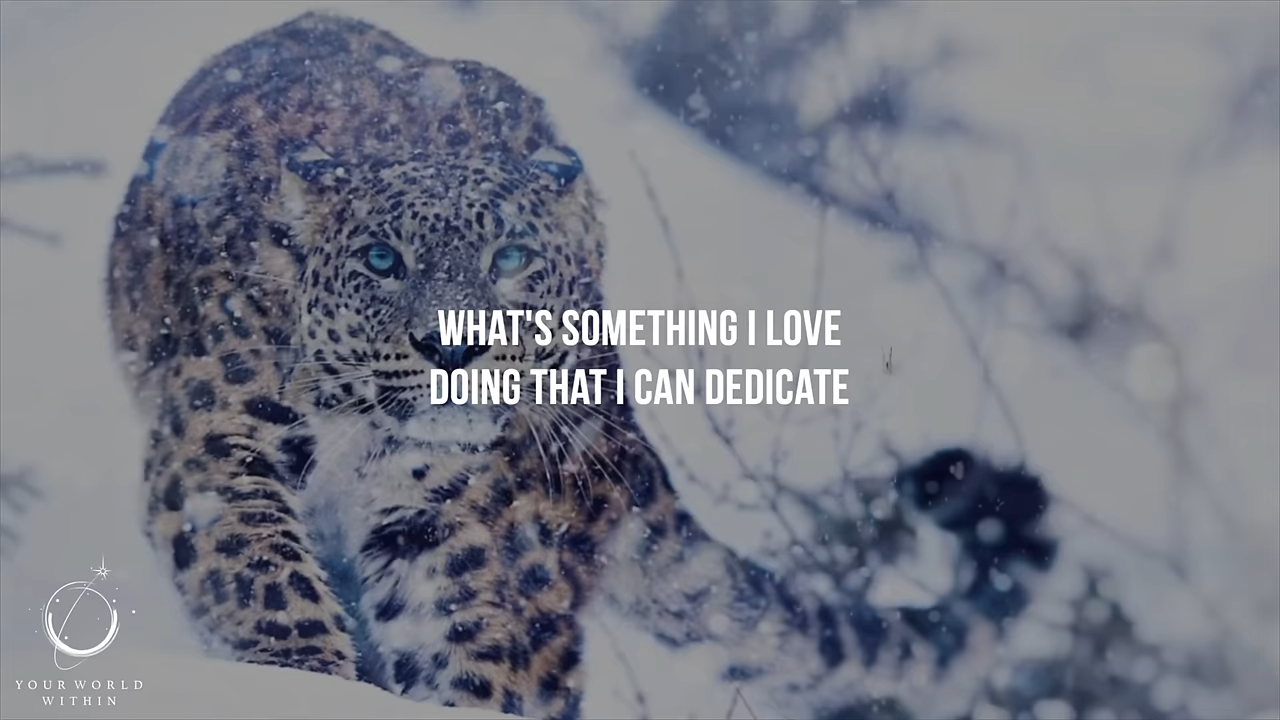 WHAT'S SOMETHING I LOVE
DOING THAT I CAN DEDICATE
YOUR WORLD
WITHIN